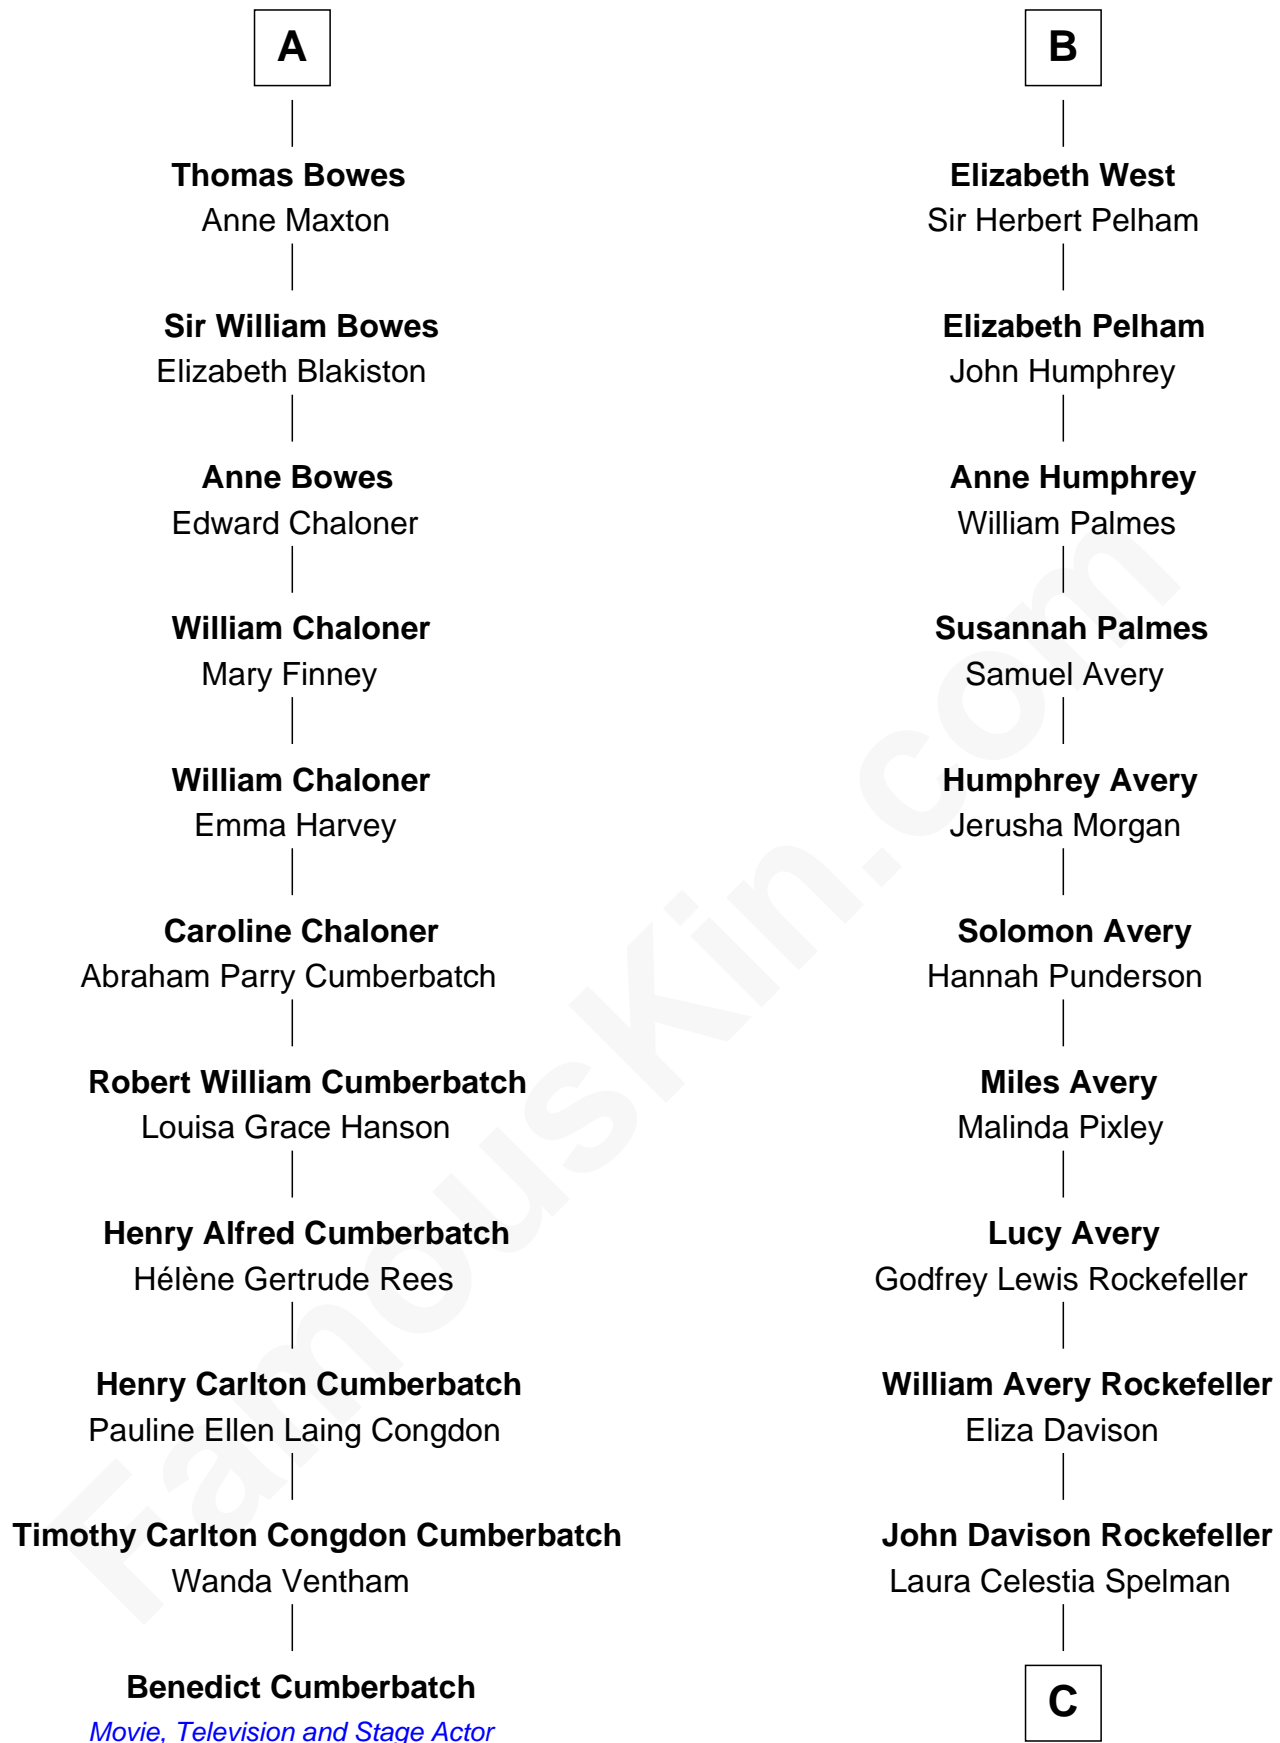 A
Thomas Bowes
Anne Maxton
Sir William Bowes
Elizabeth Blakiston
Anne Bowes
Edward Chaloner
William Chaloner
Mary Finney
William Chaloner
Emma Harvey
Caroline Chaloner
Abraham Parry Cumberbatch
Robert William Cumberbatch
Louisa Grace Hanson
Henry Alfred Cumberbatch
Hélène Gertrude Rees
Henry Carlton Cumberbatch
Pauline Ellen Laing Congdon
Timothy Carlton Congdon Cumberbatch
Wanda Ventham
Benedict Cumberbatch
Movie, Television and Stage Actor
B
Elizabeth West
Sir Herbert Pelham
Elizabeth Pelham
John Humphrey
Anne Humphrey
William Palmes
Susannah Palmes
Samuel Avery
Humphrey Avery
Jerusha Morgan
Solomon Avery
Hannah Punderson
Miles Avery
Malinda Pixley
Lucy Avery
Godfrey Lewis Rockefeller
William Avery Rockefeller
Eliza Davison
John Davison Rockefeller
Laura Celestia Spelman
C
FamousKin.com